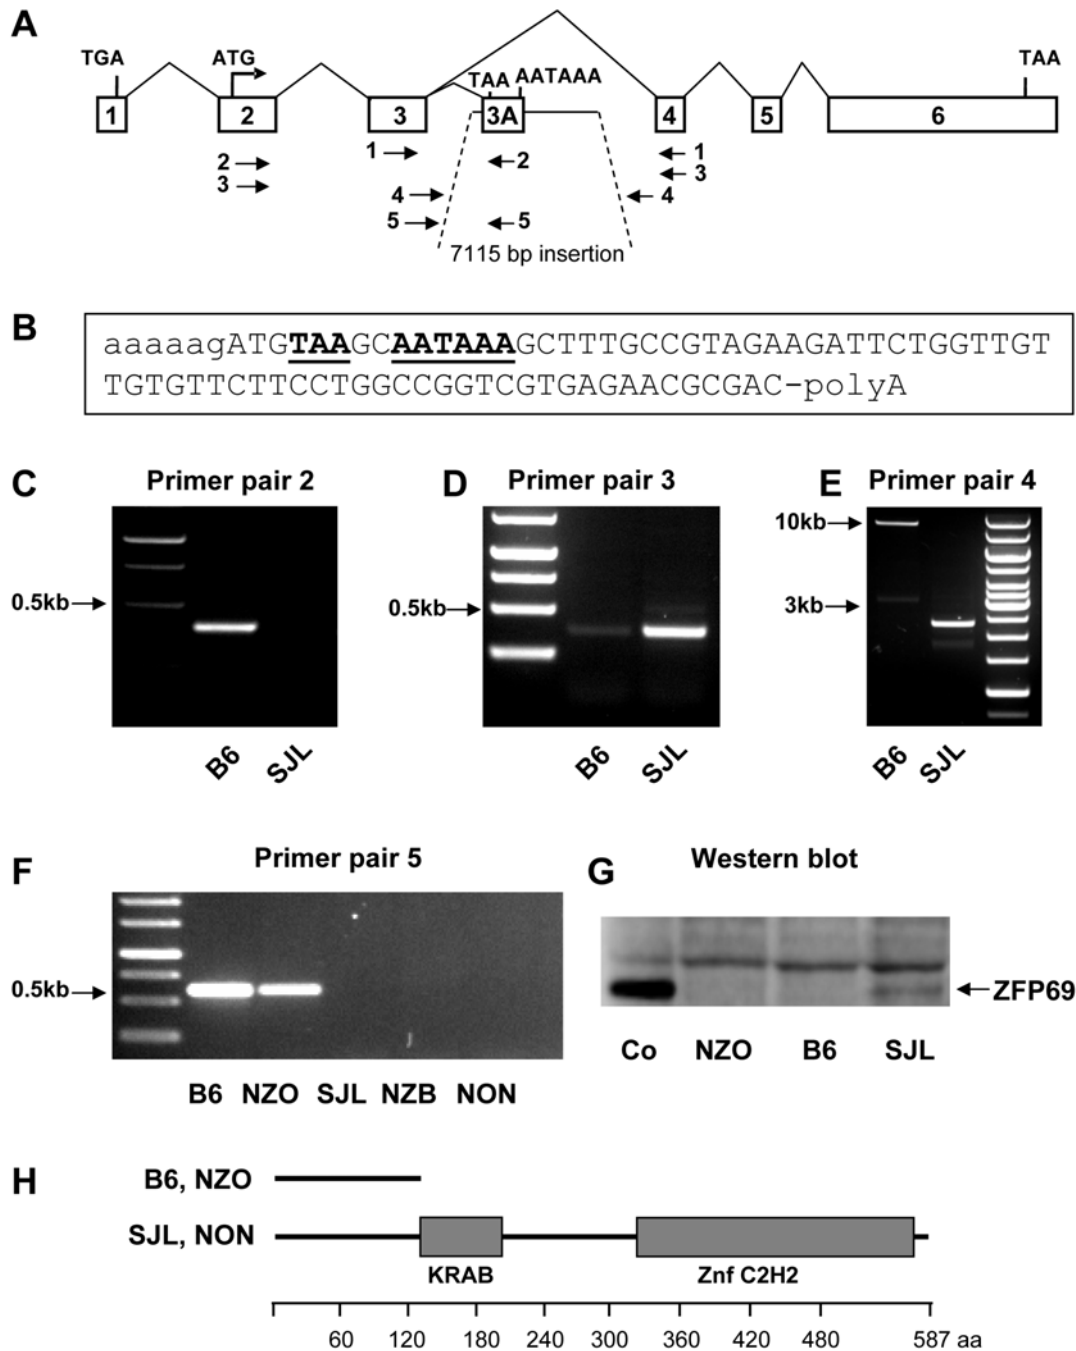 A
TGA
ATG
TAA
AATAAA
TAA
1
2
3
3A
4
5
6
1
2
1
2
3
3
4
4
5
5
7115 bp insertion
B
aaaaagATGTAAGCAATAAAGCTTTGCCGTAGAAGATTCTGGTTGT
TGTGTTCTTCCTGGCCGGTCGTGAGAACGCGAC-polyA
C
Primer pair 2
0.5kb
B6
SJL
D
Primer pair 3
0.5kb
B6
SJL
E
Primer pair 4
10kb
3kb
B6
SJL
F
Primer pair 5
0.5kb
B6 NZO SJL NZB NON
G
Western blot
ZFP69
Co NZO B6 SJL
H
B6, NZO
SJL, NON
KRAB
Znf C2H2
60 120 180 240 300 360 420 480 587 aa